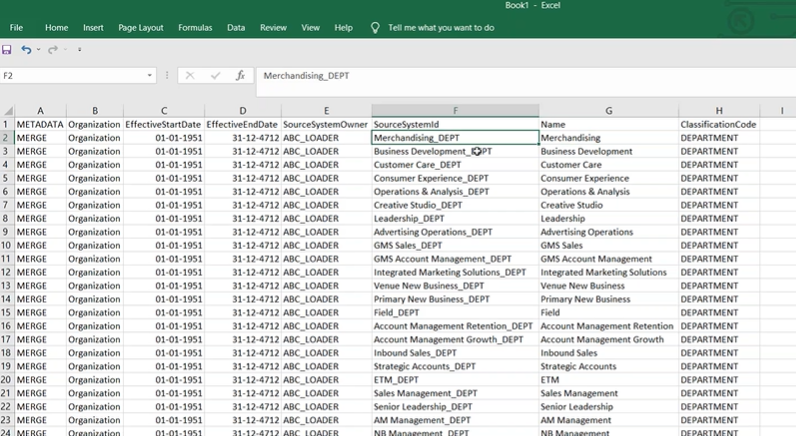 Book1 - Excel
File Home Insert Page Layout Formulas Data Review View Help Tell me what you want to do
F2 fx Merchandising_DEPT
A B C D E F G H I
1 METADATA Organization EffectiveStartDate EffectiveEndDate SourceSystemOwner SourceSystemId Name ClassificationCode
2 MERGE Organization 01-01-1951 31-12-4712 ABC_LOADER Merchandising_DEPT Merchandising DEPARTMENT
3 MERGE Organization 01-01-1951 31-12-4712 ABC_LOADER Business Development_DEPT Business Development DEPARTMENT
4 MERGE Organization 01-01-1951 31-12-4712 ABC_LOADER Customer Care_DEPT Customer Care DEPARTMENT
5 MERGE Organization 01-01-1951 31-12-4712 ABC_LOADER Consumer Experience_DEPT Consumer Experience DEPARTMENT
6 MERGE Organization 01-01-1951 31-12-4712 ABC_LOADER Operations & Analysis_DEPT Operations & Analysis DEPARTMENT
7 MERGE Organization 01-01-1951 31-12-4712 ABC_LOADER Creative Studio_DEPT Creative Studio DEPARTMENT
8 MERGE Organization 01-01-1951 31-12-4712 ABC_LOADER Leadership_DEPT Leadership DEPARTMENT
9 MERGE Organization 01-01-1951 31-12-4712 ABC_LOADER Advertising Operations_DEPT Advertising Operations DEPARTMENT
10 MERGE Organization 01-01-1951 31-12-4712 ABC_LOADER GMS Sales_DEPT GMS Sales DEPARTMENT
11 MERGE Organization 01-01-1951 31-12-4712 ABC_LOADER GMS Account Management_DEPT GMS Account Management DEPARTMENT
12 MERGE Organization 01-01-1951 31-12-4712 ABC_LOADER Integrated Marketing Solutions_DEPT Integrated Marketing Solutions DEPARTMENT
13 MERGE Organization 01-01-1951 31-12-4712 ABC_LOADER Venue New Business_DEPT Venue New Business DEPARTMENT
14 MERGE Organization 01-01-1951 31-12-4712 ABC_LOADER Primary New Business_DEPT Primary New Business DEPARTMENT
15 MERGE Organization 01-01-1951 31-12-4712 ABC_LOADER Field_DEPT Field DEPARTMENT
16 MERGE Organization 01-01-1951 31-12-4712 ABC_LOADER Account Management Retention_DEPT Account Management Retention DEPARTMENT
17 MERGE Organization 01-01-1951 31-12-4712 ABC_LOADER Account Management Growth_DEPT Account Management Growth DEPARTMENT
18 MERGE Organization 01-01-1951 31-12-4712 ABC_LOADER Inbound Sales_DEPT Inbound Sales DEPARTMENT
19 MERGE Organization 01-01-1951 31-12-4712 ABC_LOADER Strategic Accounts_DEPT Strategic Accounts DEPARTMENT
20 MERGE Organization 01-01-1951 31-12-4712 ABC_LOADER ETM_DEPT ETM DEPARTMENT
21 MERGE Organization 01-01-1951 31-12-4712 ABC_LOADER Sales Management_DEPT Sales Management DEPARTMENT
22 MERGE Organization 01-01-1951 31-12-4712 ABC_LOADER Senior Leadership_DEPT Senior Leadership DEPARTMENT
23 MERGE Organization 01-01-1951 31-12-4712 ABC_LOADER AM Management_DEPT AM Management DEPARTMENT
24 MERGE Organization 01-01-1951 31-12-4712 ABC_LOADER NB Management_DEPT NB Management DEPARTMENT